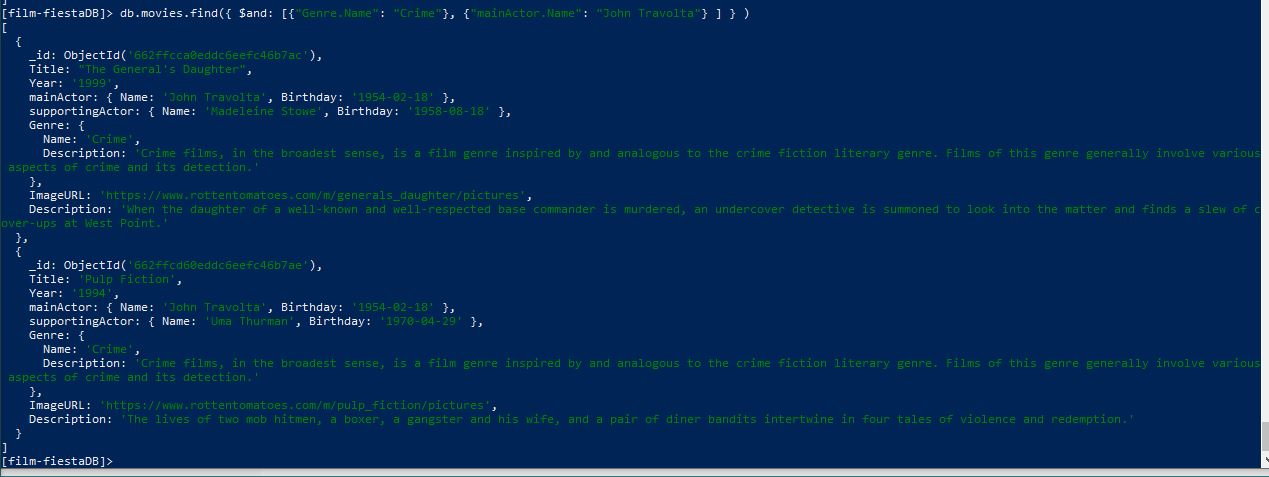 ]
[film-fiestaDB]> db.movies.find({ $and: [{"Genre.Name": "Crime"}, {"mainActor.Name": "John Travolta"} ] } )
[
  {
    _id: ObjectId('662ffcca0eddc6eefc46b7ac'),
    Title: "The General's Daughter",
    Year: '1999',
    mainActor: { Name: 'John Travolta', Birthday: '1954-02-18' },
    supportingActor: { Name: 'Madeleine Stowe', Birthday: '1958-08-18' },
    Genre: {
      Name: 'Crime',
      Description: 'Crime films, in the broadest sense, is a film genre inspired by and analogous to the crime fiction literary genre. Films of this genre generally involve various
 aspects of crime and its detection.'
    },
    ImageURL: 'https://www.rottentomatoes.com/m/generals_daughter/pictures',
    Description: 'When the daughter of a well-known and well-respected base commander is murdered, an undercover detective is summoned to look into the matter and finds a slew of c
over-ups at West Point.'
  },
  {
    _id: ObjectId('662ffcd60eddc6eefc46b7ae'),
    Title: 'Pulp Fiction',
    Year: '1994',
    mainActor: { Name: 'John Travolta', Birthday: '1954-02-18' },
    supportingActor: { Name: 'Uma Thurman', Birthday: '1970-04-29' },
    Genre: {
      Name: 'Crime',
      Description: 'Crime films, in the broadest sense, is a film genre inspired by and analogous to the crime fiction literary genre. Films of this genre generally involve various
 aspects of crime and its detection.'
    },
    ImageURL: 'https://www.rottentomatoes.com/m/pulp_fiction/pictures',
    Description: 'The lives of two mob hitmen, a boxer, a gangster and his wife, and a pair of diner bandits intertwine in four tales of violence and redemption.'
  }
]
[film-fiestaDB]>